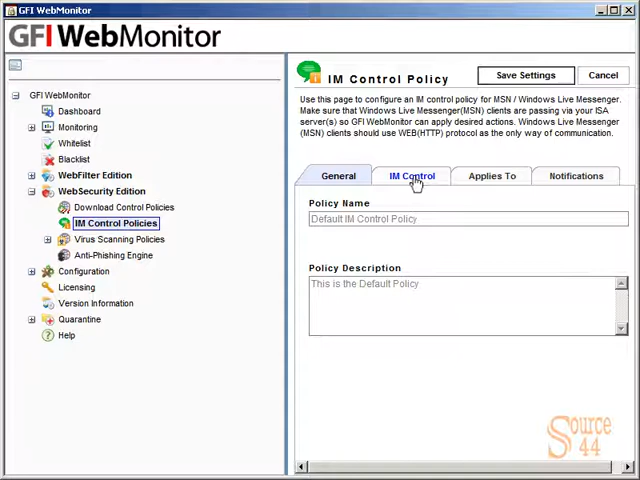 GFI WebMonitor
GFI WebMonitor
GFI WebMonitor
Dashboard
Monitoring
Whitelist
Blacklist
WebFilter Edition
WebSecurity Edition
Download Control Policies
IM Control Policies
Virus Scanning Policies
Anti-Phishing Engine
Configuration
Licensing
Version Information
Quarantine
Help
IM Control Policy
Save Settings
Cancel
Use this page to configure an IM control policy for MSN / Windows Live Messenger.
Make sure that Windows Live Messenger(MSN) clients are passing via your ISA
server(s) so GFI WebMonitor can apply desired actions. Windows Live Messenger
(MSN) clients should use WEB(HTTP) protocol as the only way of communication.
General
IM Control
Applies To
Notifications
Policy Name
Default IM Control Policy
Policy Description
This is the Default Policy
Source
44